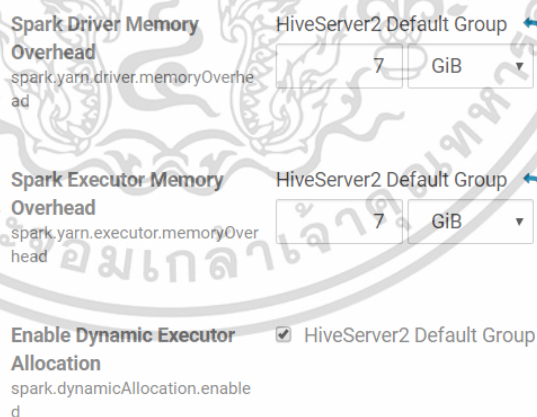 Spark Driver Memory HiveServer2 Default Group
Overhead
7 GiB
spark.yarn.driver.memoryOverhe
ad
Spark Executor Memory HiveServer2 Default Group
Overhead
7 GiB
spark.yarn.executor.memoryOver
head
Enable Dynamic Executor HiveServer2 Default Group
Allocation
spark.dynamicAllocation.enable
d